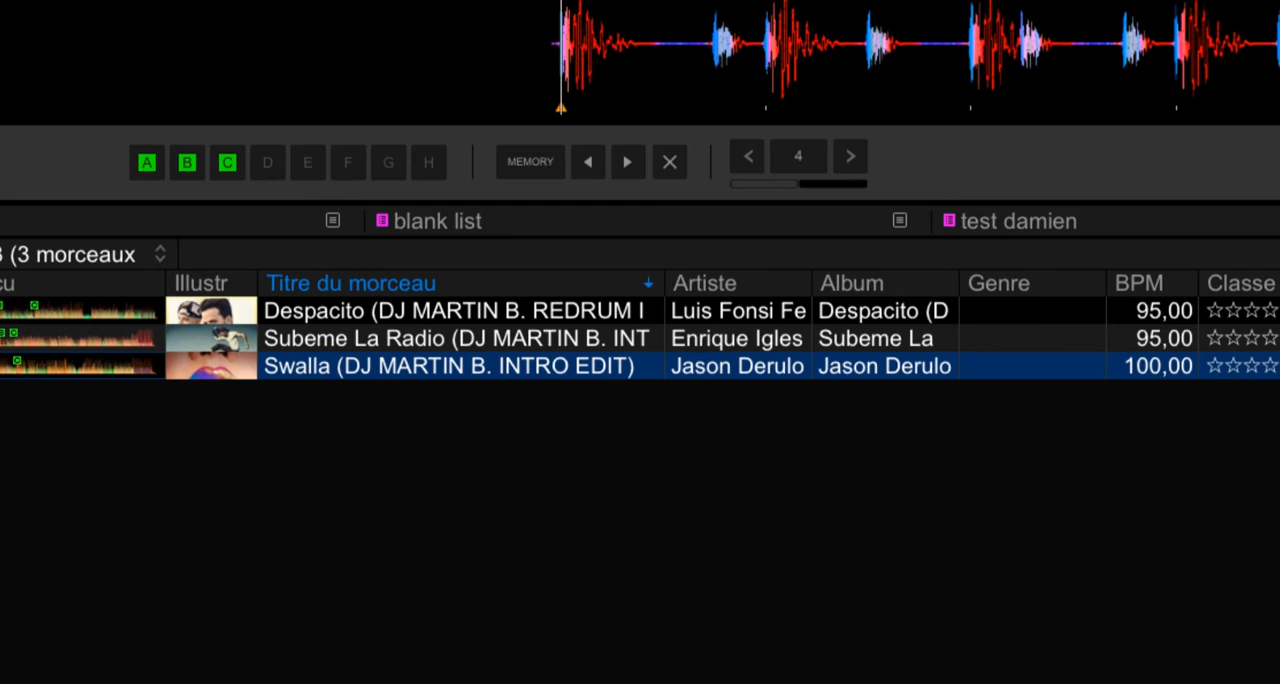 A B C D E F G H MEMORY 4
blank list test damien
(3 morceaux
Illustr Titre du morceau Artiste Album Genre BPM Classe
Despacito (DJ MARTIN B. REDRUM I Luis Fonsi Fe Despacito (D 95,00
Subeme La Radio (DJ MARTIN B. INT Enrique Igles Subeme La 95,00
Swalla (DJ MARTIN B. INTRO EDIT) Jason Derulo Jason Derulo 100,00